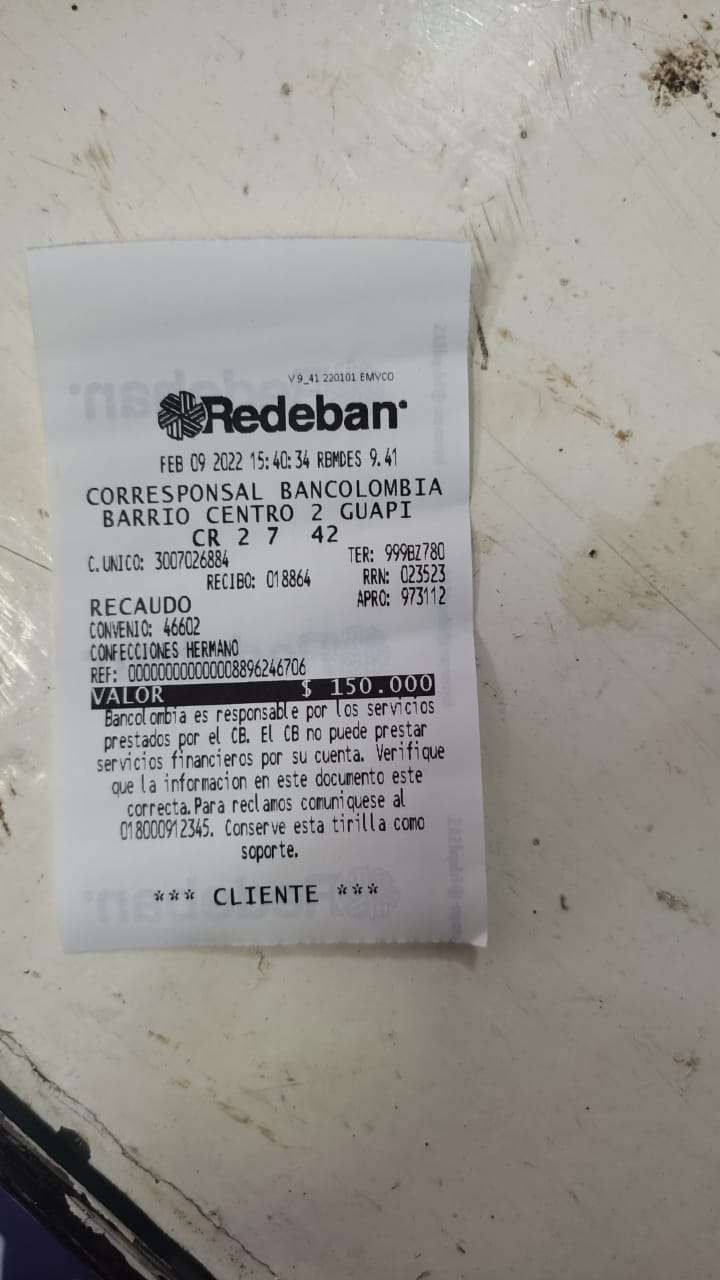 V9_41 220101 EMVCO
Redeban
FEB 09 2022 15:40:34 RBMDES 9.41
CORRESPONSAL BANCOLOMBIA
BARRIO CENTRO 2 GUAPI
CR 2 7 42
C.UNICO: 3007026884 TER: 999BZ780
RECIBO: 018864 RRN: 023523
RECAUDO APRO: 973112
CONVENIO: 46602
CONFECCIONES HERMANO
REF: 00000000000008896246706
VALOR $ 150.000
Bancolombia es responsable por los servicios
prestados por el CB. El CB no puede prestar
servicios financieros por su cuenta. Verifique
que la informacion en este documento este
correcta.Para reclamos comuniquese al
018000912345. Conserve esta tirilla como
soporte.
*** CLIENTE ***